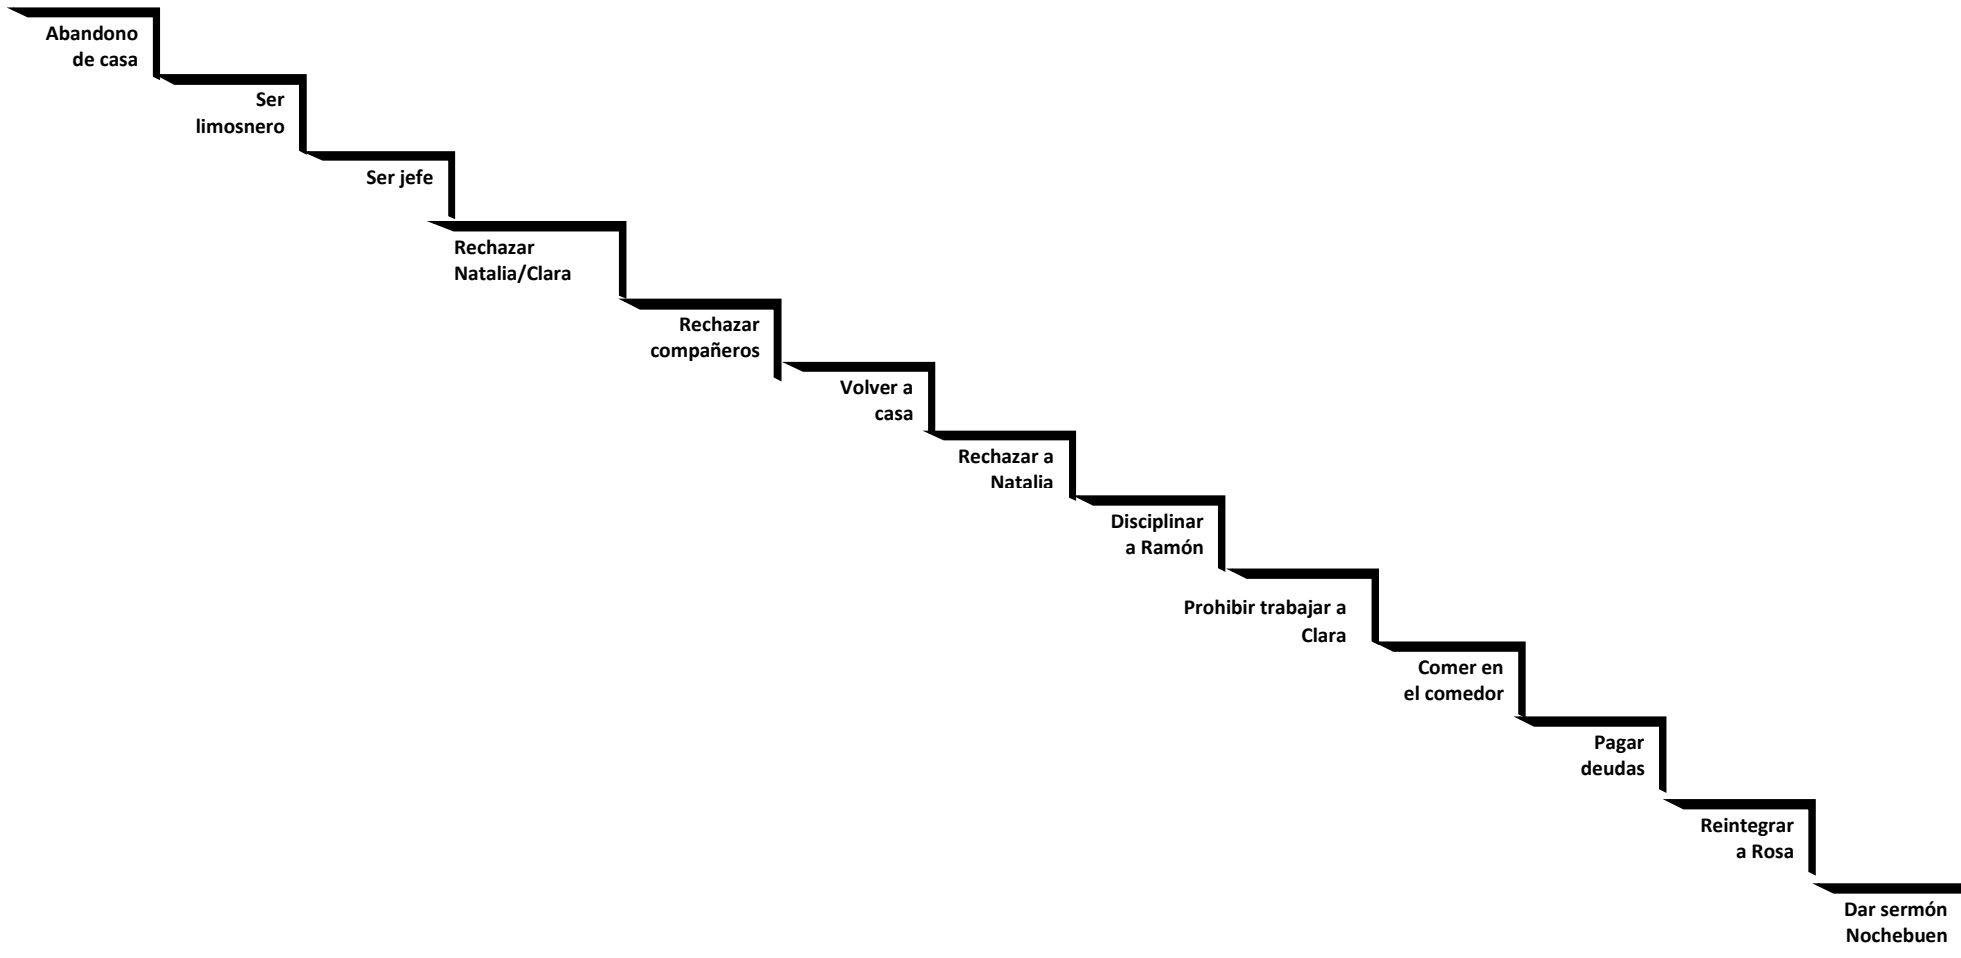 Abandono
de casa
Ser
limosnero
Ser jefe
Rechazar
Natalia/Clara
Rechazar
compañeros
Volver a
casa
Rechazar a
Natalia
Disciplinar
a Ramón
Prohibir trabajar a
Clara
Comer en
el comedor
Pagar
deudas
Reintegrar
a Rosa
Dar sermón
Nochebuen